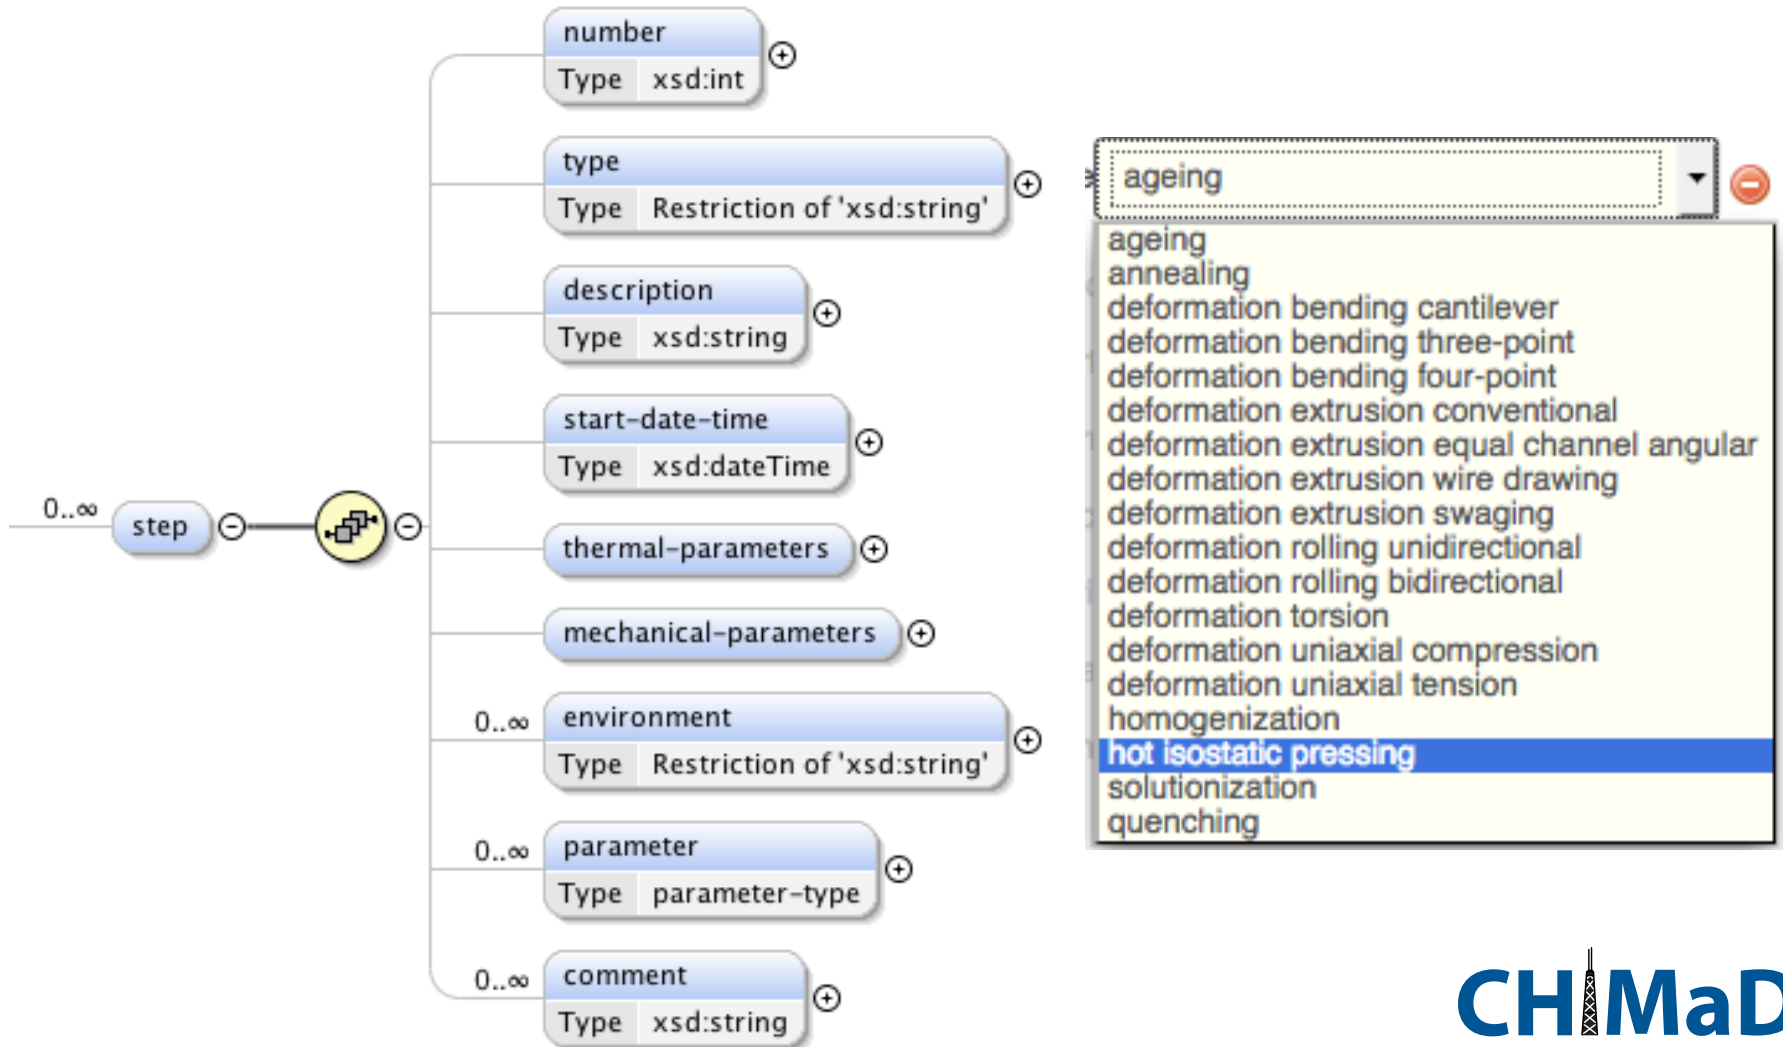 number
Type xsd:int
type
Type Restriction of 'xsd:string'
description
Type xsd:string
start-date-time
Type xsd:dateTime
0..∞ step
thermal-parameters
mechanical-parameters
0..∞ environment
Type Restriction of 'xsd:string'
0..∞ parameter
Type parameter-type
0..∞ comment
Type xsd:string
ageing
ageing
annealing
deformation bending cantilever
deformation bending three-point
deformation bending four-point
deformation extrusion conventional
deformation extrusion equal channel angular
deformation extrusion wire drawing
deformation extrusion swaging
deformation rolling unidirectional
deformation rolling bidirectional
deformation torsion
deformation uniaxial compression
deformation uniaxial tension
homogenization
hot isostatic pressing
solutionization
quenching
CHiMaD